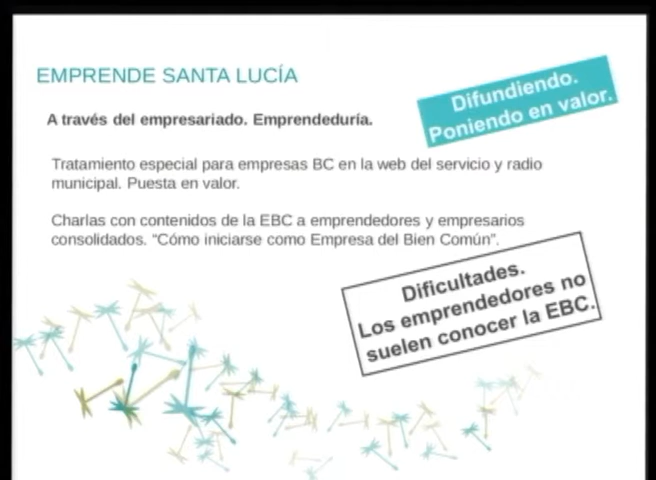 EMPRENDE SANTA LUCÍA
Difundiendo.
Poniendo en valor.
A través del empresariado. Emprendeduría.
Tratamiento especial para empresas BC en la web del servicio y radio
municipal. Puesta en valor.
Charlas con contenidos de la EBC a emprendedores y empresarios
consolidados. "Cómo iniciarse como Empresa del Bien Común".
Dificultades.
Los emprendedores no
suelen conocer la EBC.